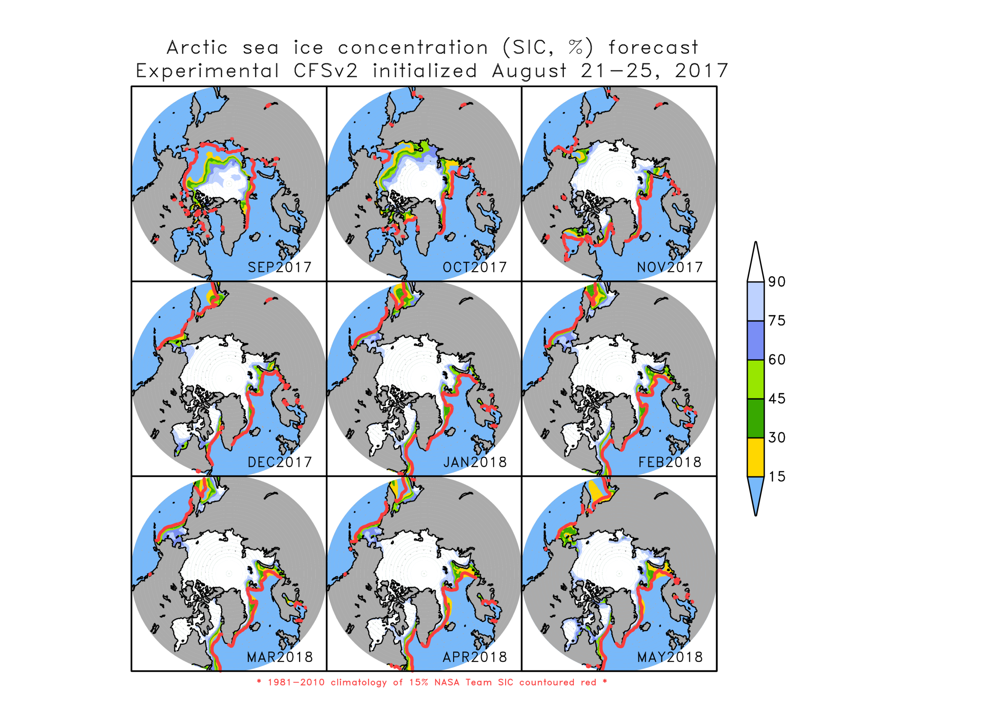 Arctic sea ice concentration (SIC, %) forecast
Experimental CFSv2 initialized August 21-25, 2017
SEP2017
OCT2017
NOV2017
DEC2017
JAN2018
FEB2018
MAR2018
APR2018
MAY2018
90
75
60
45
30
15
* 1981-2010 climatology of 15% NASA Team SIC countoured red *